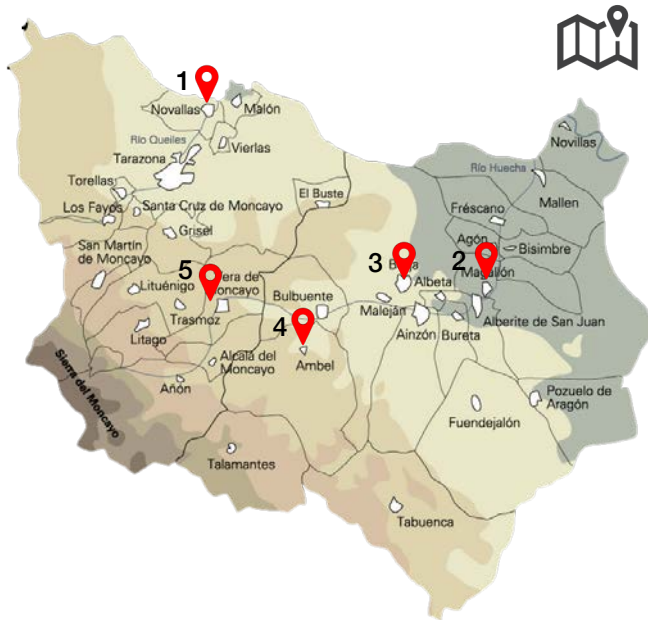 1
Novallas
Malón
Río Queiles
Vierlas
Tarazona
Torellas
Los Fayos
Santa Cruz de Moncayo
Grisel
El Buste
San Martín
de Moncayo
5
Lituénigo
Moncayo
Trasmoz
Litago
Bulbuente
4
Ambel
Alcalá del
Moncayo
Añón
Sierra del Moncayo
Talamantes
Novillas
Río Huecha
Mallen
Fréscano
Agón
Bisimbre
3
2
Albeta
Magallón
Maleján
Ainzón
Bureta
Alberite de San Juan
Fuendejalón
Pozuelo de
Aragón
Tabuenca